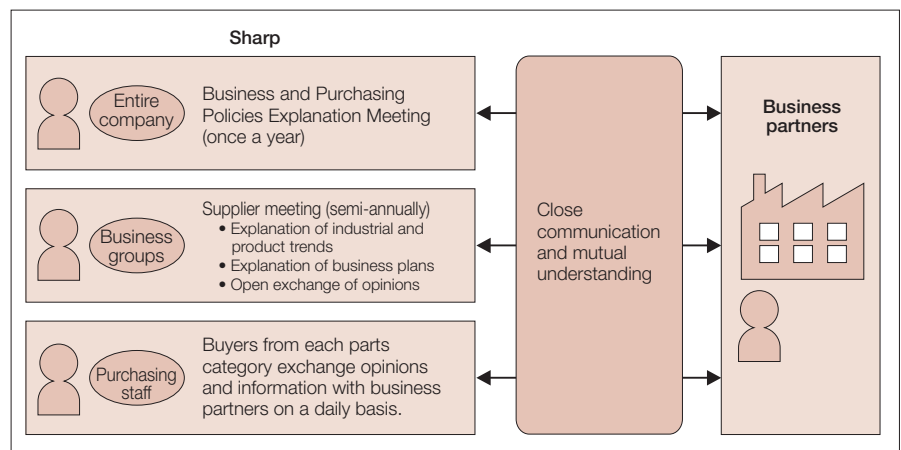 Sharp
Entire
company
Business and Purchasing
Policies Explanation Meeting
(once a year)
Business
groups
Supplier meeting (semi-annually)
• Explanation of industrial and
product trends
• Explanation of business plans
• Open exchange of opinions
Purchasing
staff
Buyers from each parts
category exchange opinions
and information with business
partners on a daily basis.
Close
communication
and mutual
understanding
Business
partners